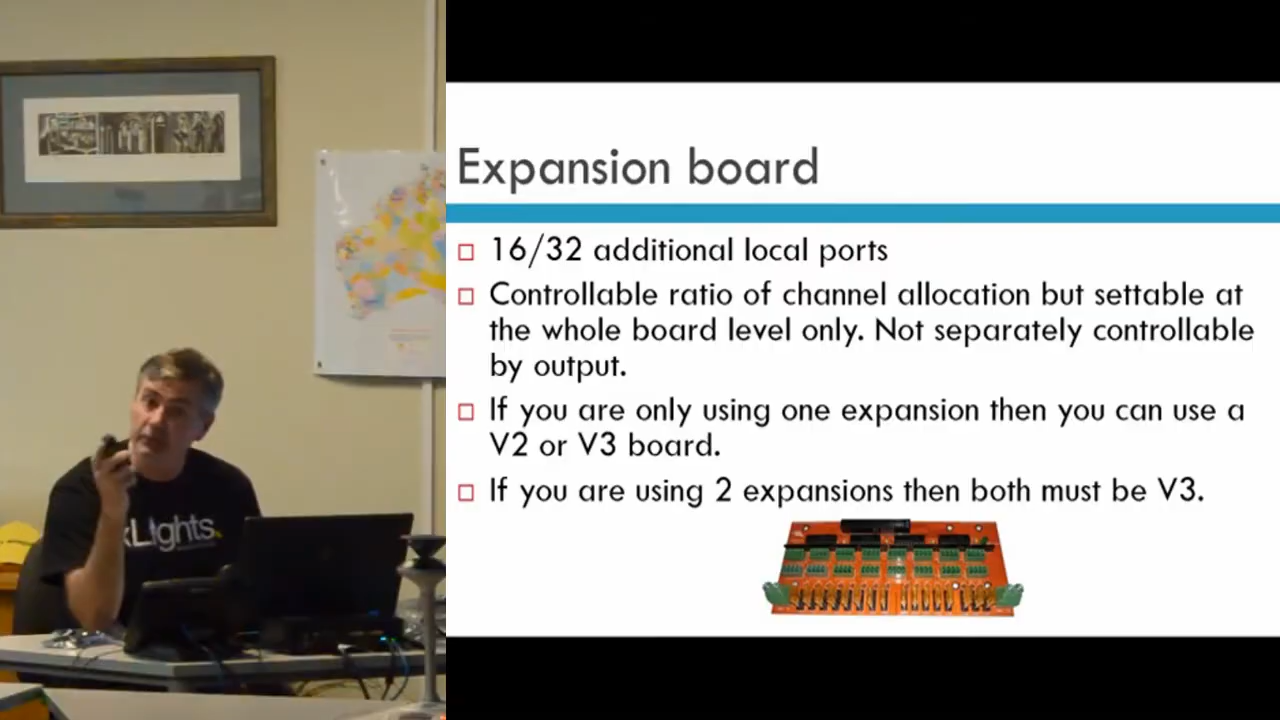 Expansion board
16/32 additional local ports
Controllable ratio of channel allocation but settable at
the whole board level only. Not separately controllable
by output.
If you are only using one expansion then you can use a
V2 or V3 board.
If you are using 2 expansions then both must be V3.
xLights